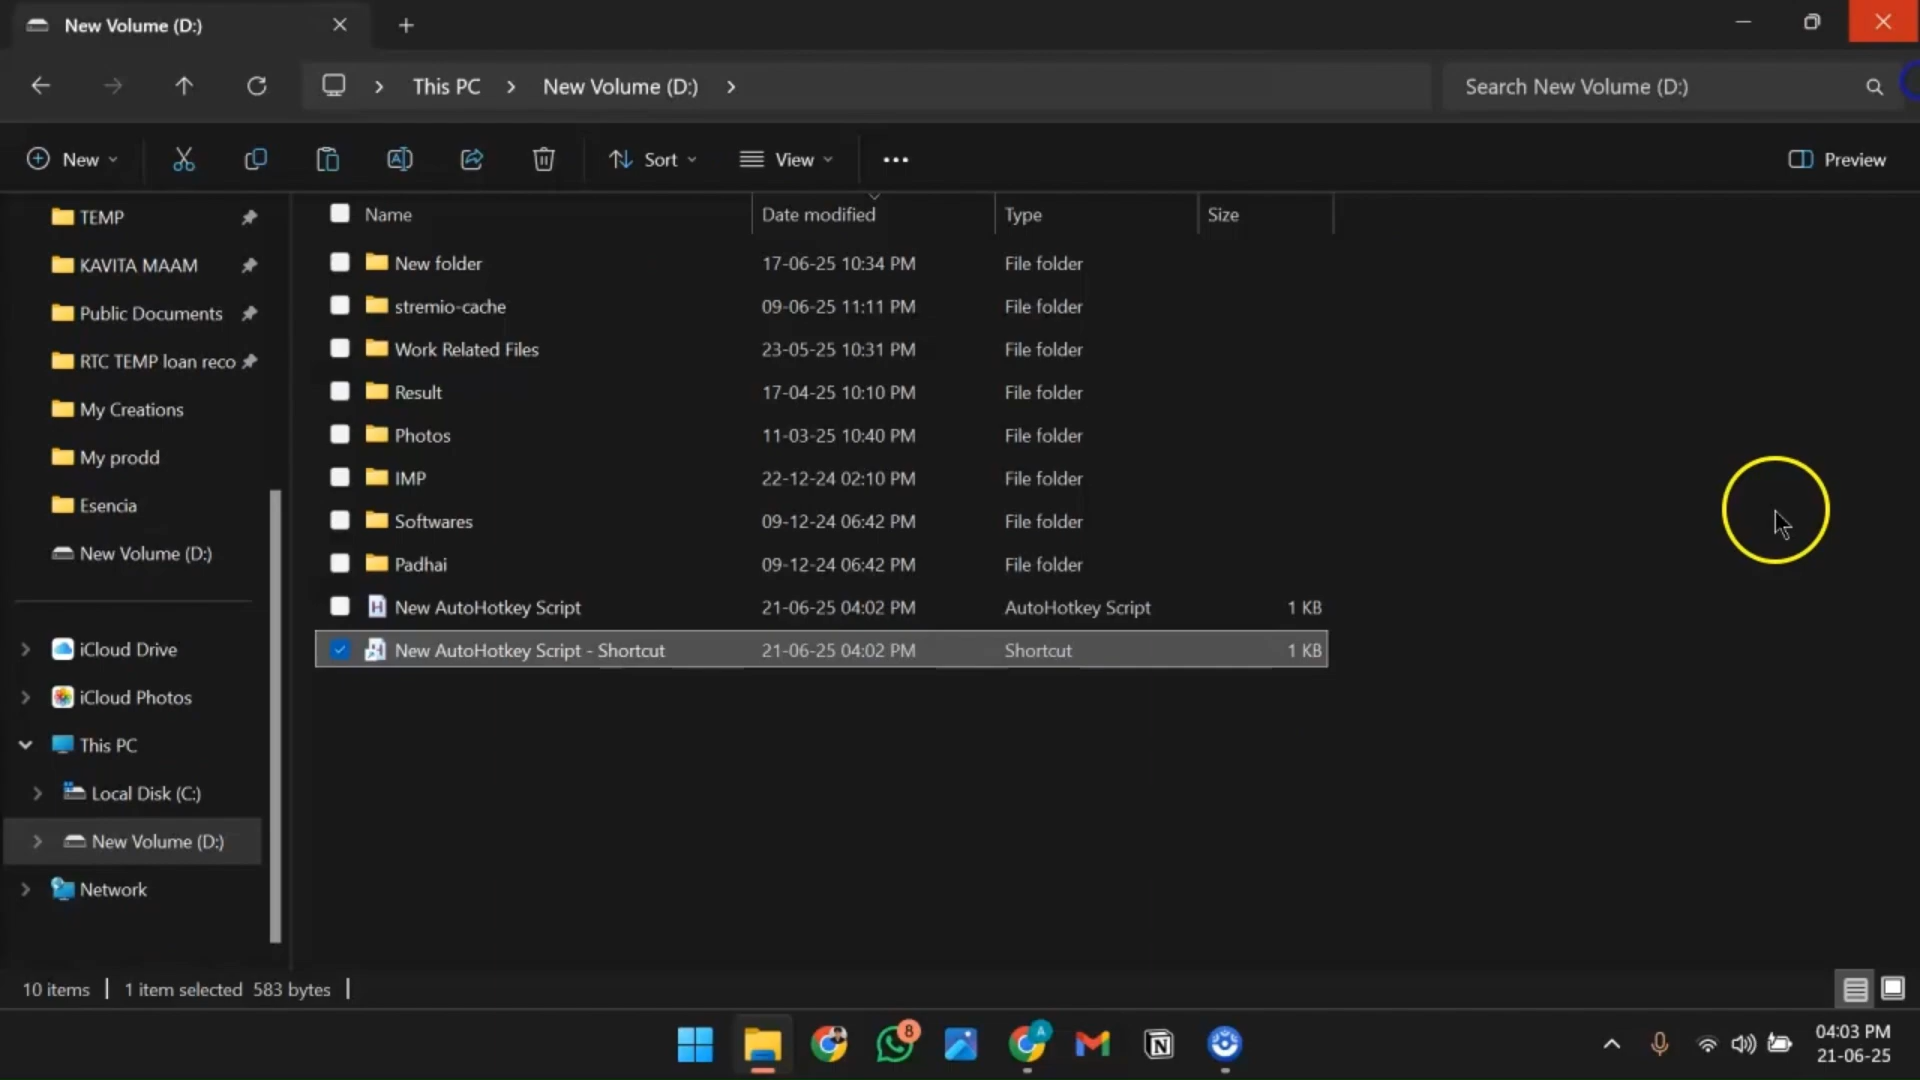 New Volume (D:)
This PC > New Volume (D:) >
Search New Volume (D:)
New
Sort
View
Preview
TEMP
KAVITA MAAM
Public Documents
RTC TEMP loan reco
My Creations
My prodd
Esencia
New Volume (D:)
iCloud Drive
iCloud Photos
This PC
Local Disk (C:)
New Volume (D:)
Network
Name Date modified Type Size
New folder 17-06-25 10:34 PM File folder
stremio-cache 09-06-25 11:11 PM File folder
Work Related Files 23-05-25 10:31 PM File folder
Result 17-04-25 10:10 PM File folder
Photos 11-03-25 10:40 PM File folder
IMP 22-12-24 02:10 PM File folder
Softwares 09-12-24 06:42 PM File folder
Padhai 09-12-24 06:42 PM File folder
New AutoHotkey Script 21-06-25 04:02 PM AutoHotkey Script 1 KB
New AutoHotkey Script - Shortcut 21-06-25 04:02 PM Shortcut 1 KB
10 items | 1 item selected 583 bytes |
8
A
04:03 PM
21-06-25